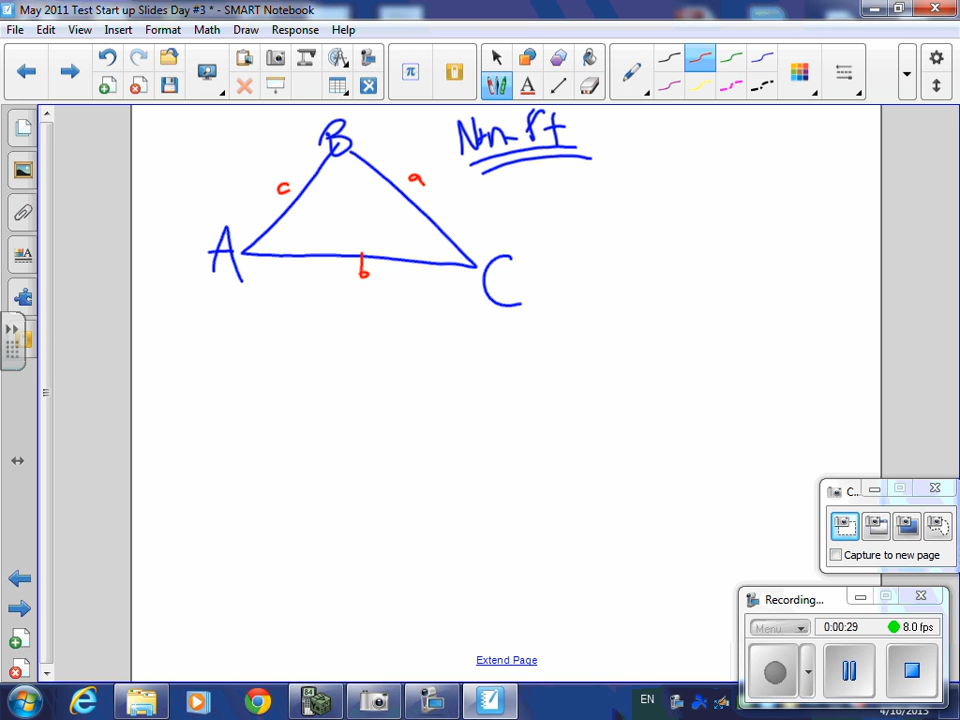 May 2011 Test Start up Slides Day #3 * - SMART Notebook
File Edit View Insert Format Math Draw Response Help
B
Non rt
c
a
A
b
C
C...
Capture to new page
Recording...
Menu
0:00:29
8.0 fps
Extend Page
EN
4/10/2013